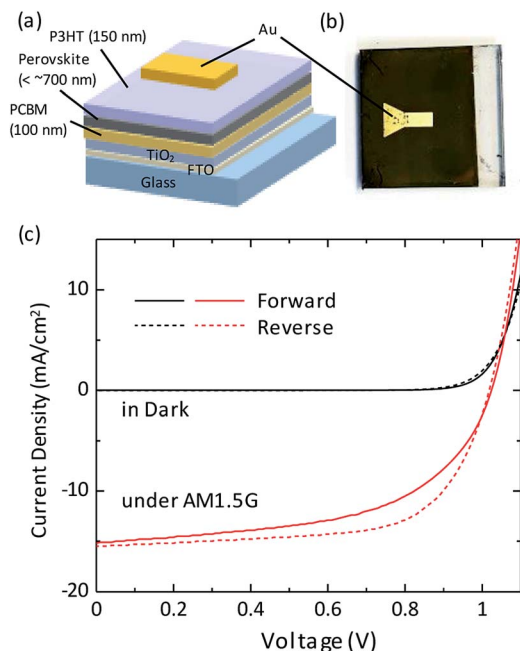 (a)
P3HT (150 nm)
Au
(b)
Perovskite
(< ~700 nm)
PCBM
(100 nm)
TiO₂
FTO
Glass
(c)
10
0
-10
-20
Current Density (mA/cm²)
Forward
Reverse
in Dark
under AM1.5G
0
0.2
0.4
0.6
0.8
1
Voltage (V)